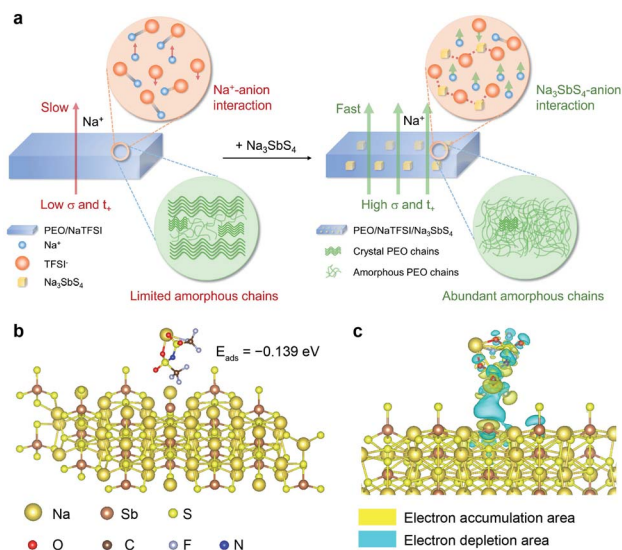 a
Na⁺-anion
interaction
Slow
Na⁺
Low σ and t₊
+ Na₃SbS₄
Na₃SbS₄-anion
interaction
Fast
Na⁺
High σ and t₊
PEO/NaTFSI
Na⁺
TFSI⁻
Na₃SbS₄
Limited amorphous chains
PEO/NaTFSI/Na₃SbS₄
Crystal PEO chains
Amorphous PEO chains
Abundant amorphous chains
b
E_ads = −0.139 eV
Na Sb S
O C F N
c
Electron accumulation area
Electron depletion area